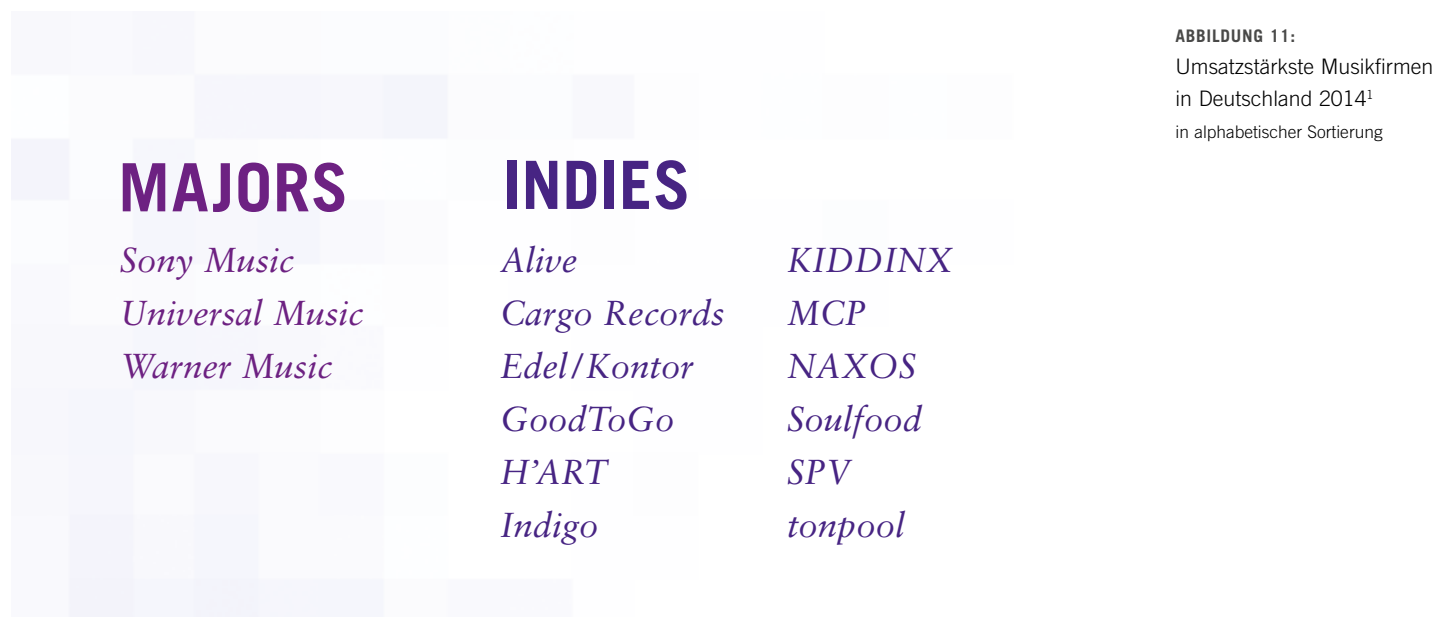 ABBILDUNG 11:
Umsatzstärkste Musikfirmen
in Deutschland 2014¹
in alphabetischer Sortierung
MAJORS
Sony Music
Universal Music
Warner Music
INDIES
Alive
Cargo Records
Edel/Kontor
GoodToGo
H’ART
Indigo
KIDDINX
MCP
NAXOS
Soulfood
SPV
tonpool